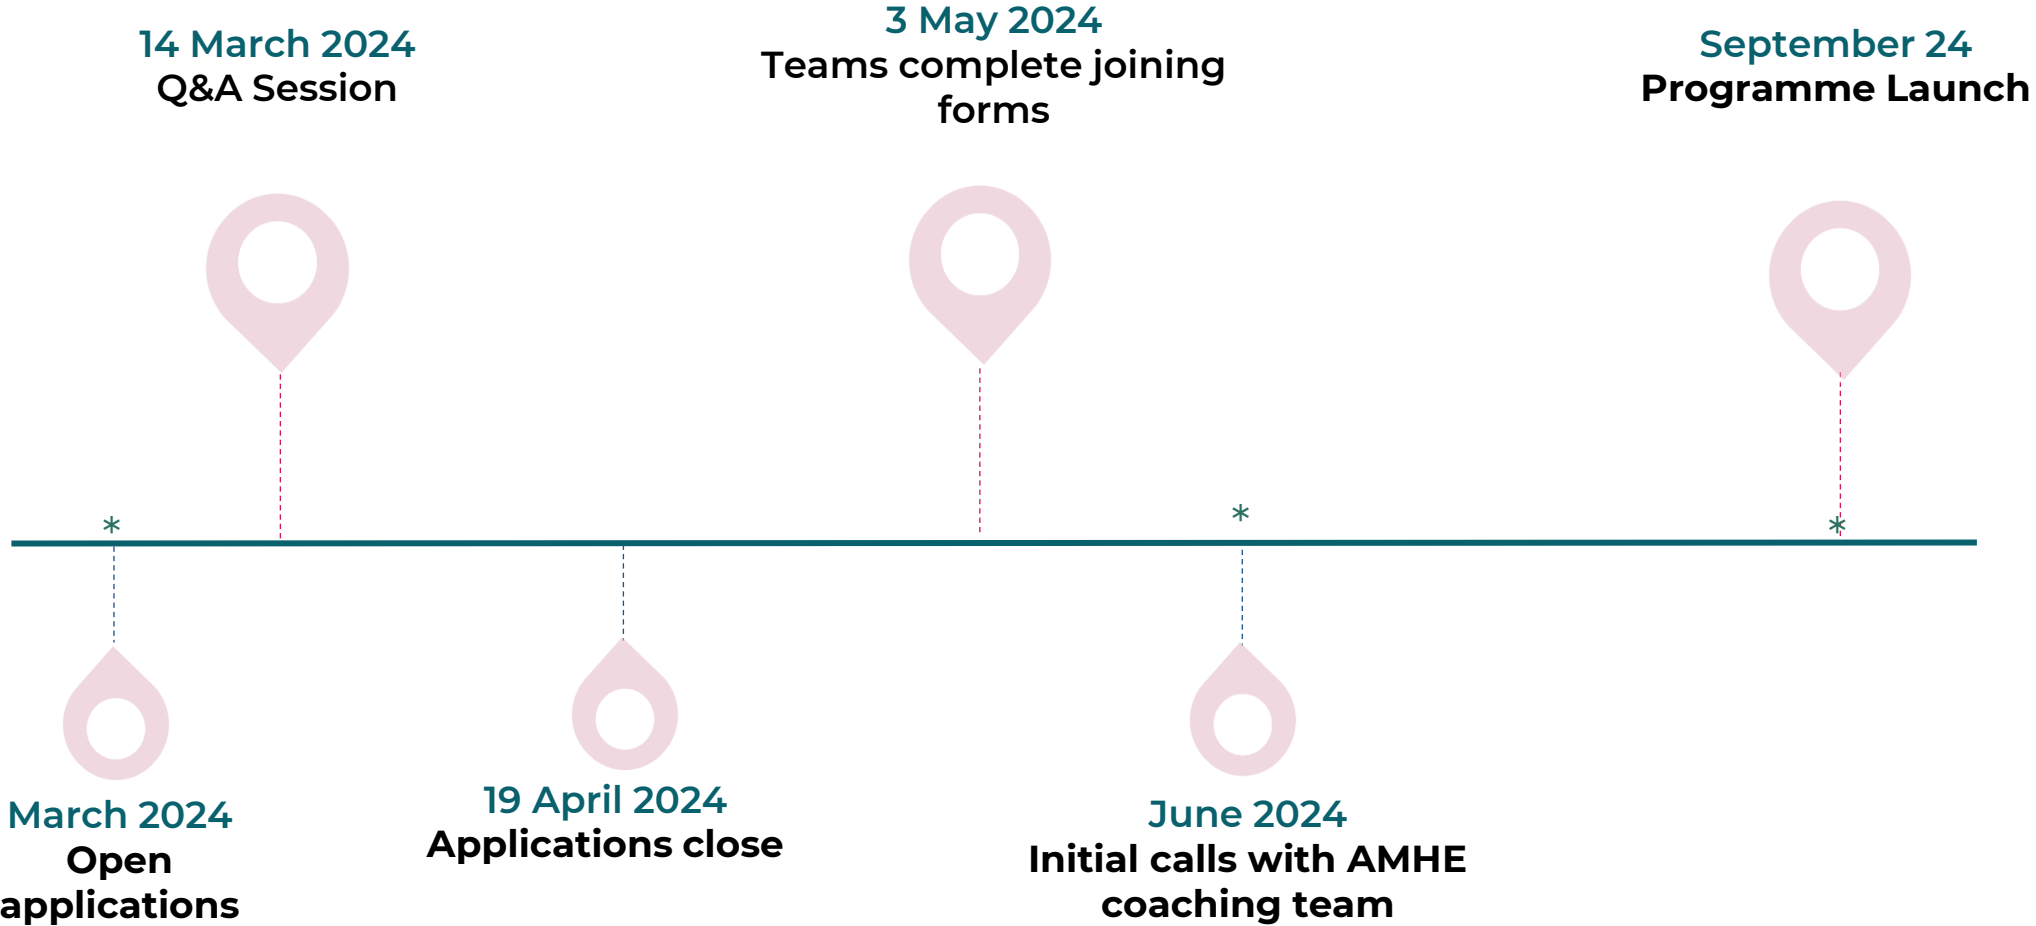 14 March 2024
Q&A Session
3 May 2024
Teams complete joining
forms
September 24
Programme Launch
*
*
*
March 2024
Open
applications
19 April 2024
Applications close
June 2024
Initial calls with AMHE
coaching team